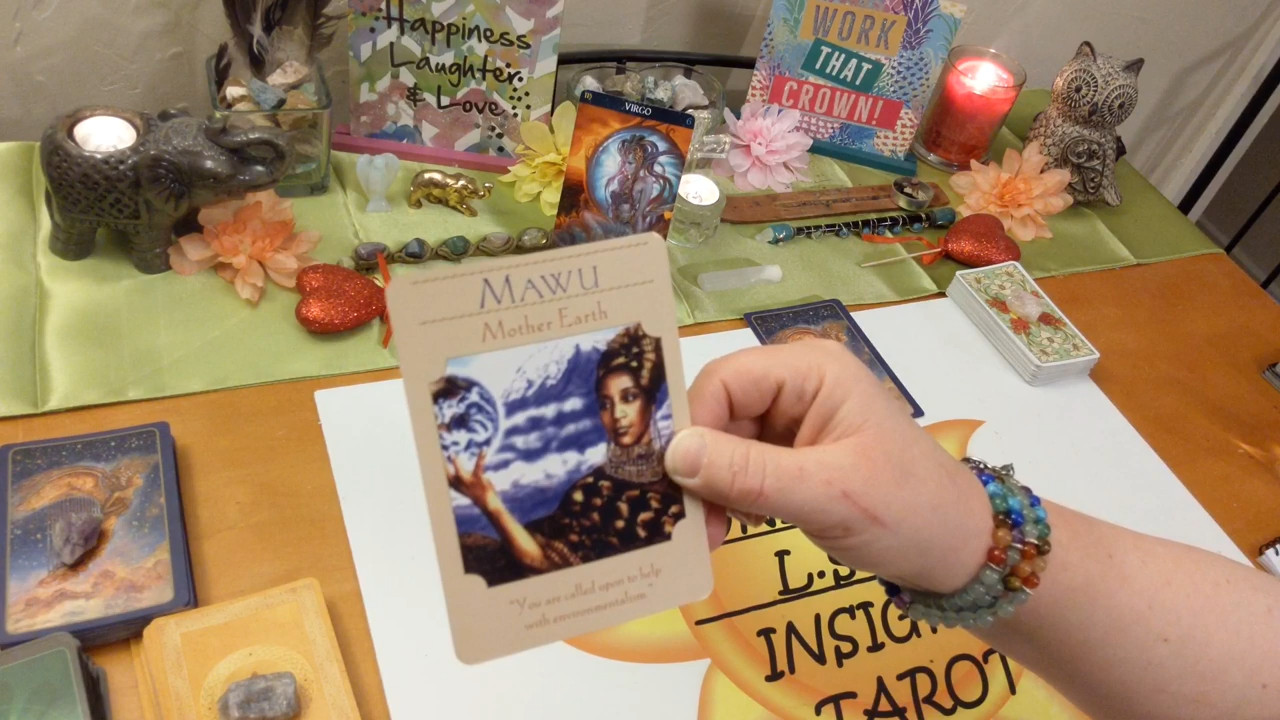 Happiness
Laughter
& Love
WORK
THAT
CROWN!
VIRGO
MAWU
Mother Earth
"You are called upon to help
with environmentalism."
INSIG
TAROT